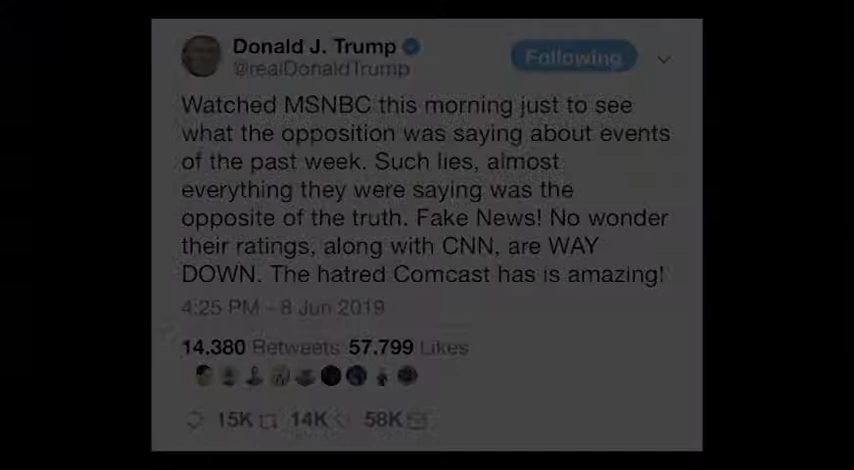 Donald J. Trump
Following
@realDonaldTrump
Watched MSNBC this morning just to see
what the opposition was saying about events
of the past week. Such lies, almost
everything they were saying was the
opposite of the truth. Fake News! No wonder
their ratings, along with CNN, are WAY
DOWN. The hatred Comcast has is amazing!
4:25 PM - 8 Jun 2019
14.380 Retweets 57.799 Likes
15K 14K 58K